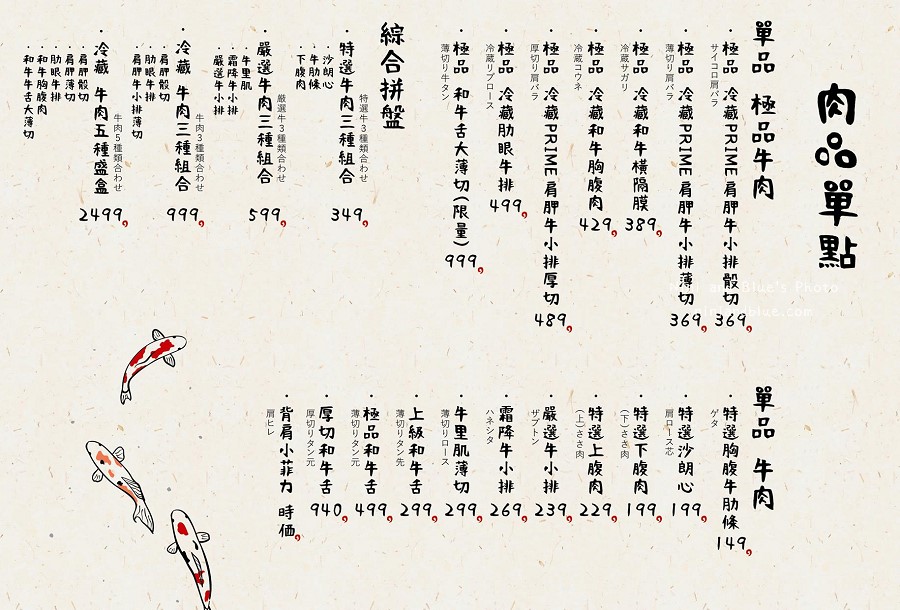 肉品單點
單品 極品牛肉
極品 冷藏PRIME 肩胛牛小排骰切 369
サイコロ肩バラ
極品 冷藏PRIME 肩胛牛小排薄切 369
薄切り肩バラ
極品 冷藏和牛橫隔膜 389
冷蔵サガリ
極品 冷藏和牛胸腹肉 429
冷蔵コウネ
極品 冷藏PRIME 肩胛牛小排厚切 489
厚切り肩バラ
極品 冷藏肋眼牛排 499
冷蔵リブロース
極品 和牛舌大薄切(限量) 999
薄切り牛タン
綜合拼盤
特選牛肉三種組合 349
特選牛3種類合わせ
沙朗心
牛肋條
下腹肉
嚴選牛肉三種組合 599
厳選牛3種類合わせ
牛里肌
霜降牛小排
嚴選牛小排
冷藏 牛肉三種組合 999
牛肉3種類合わせ
肩胛骰切
肋眼牛排
肩胛牛小排薄切
冷藏 牛肉五種盛盒 2499
牛肉5種類合わせ
肩胛骰切
肩胛薄切
肋眼牛排
和牛胸腹肉
和牛牛舌大薄切
單品 牛肉
特選胸腹牛肋條 149
ゲタ
特選沙朗心 199
肩ロース芯
特選下腹肉 199
(下)ささ肉
特選上腹肉 229
(上)ささ肉
嚴選牛小排 239
ザブトン
霜降牛小排 269
ハネシタ
牛里肌薄切 299
薄切りロース
上級和牛舌 299
薄切りタン先
極品和牛舌 499
薄切りタン元
厚切和牛舌 940
厚切りタン元
背肩小菲力 時価
肩ヒレ